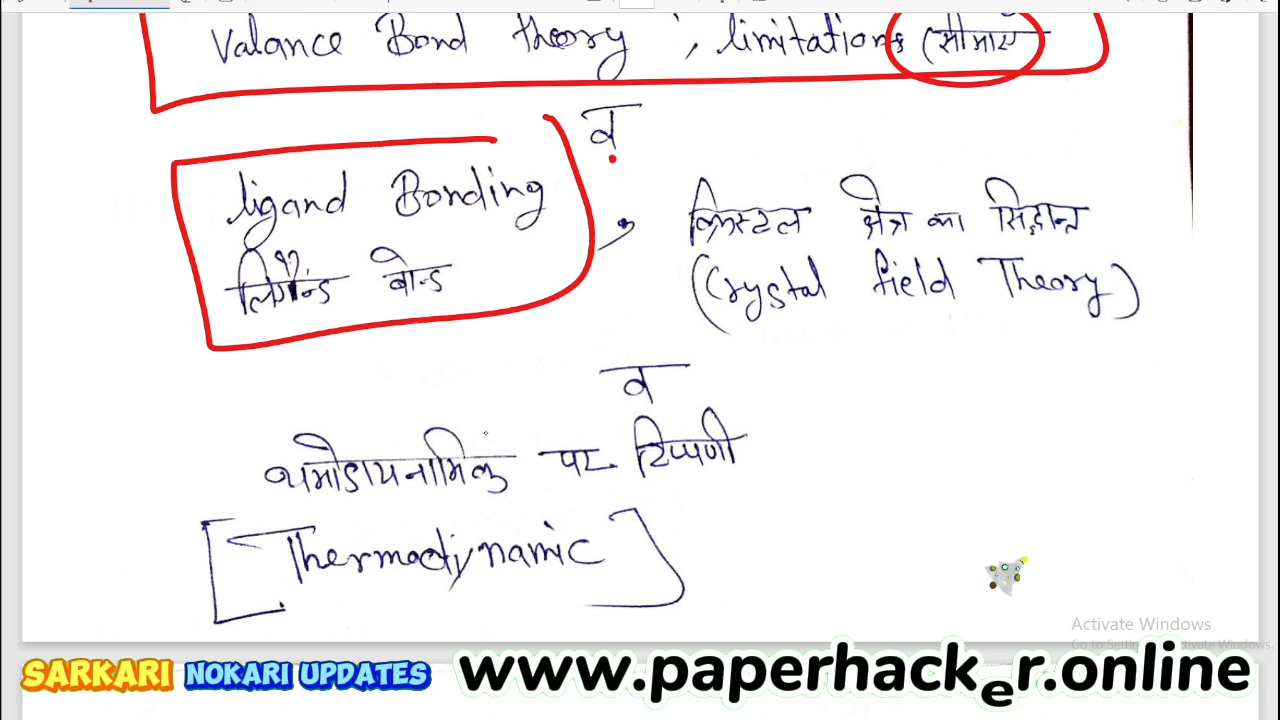 Valance Bond theory , limitations (सीमाए
व
ligand Bonding
लिगेन्ड बोन्ड
, क्रिस्टल क्षेत्र का सिद्धान्त
(Crystal field Theory)
व
थर्मोडायनामिक पर टिप्पणी
[Thermodynamic]
Activate Windows
SARKARI NOKARI UPDATES www.paperhacker.online